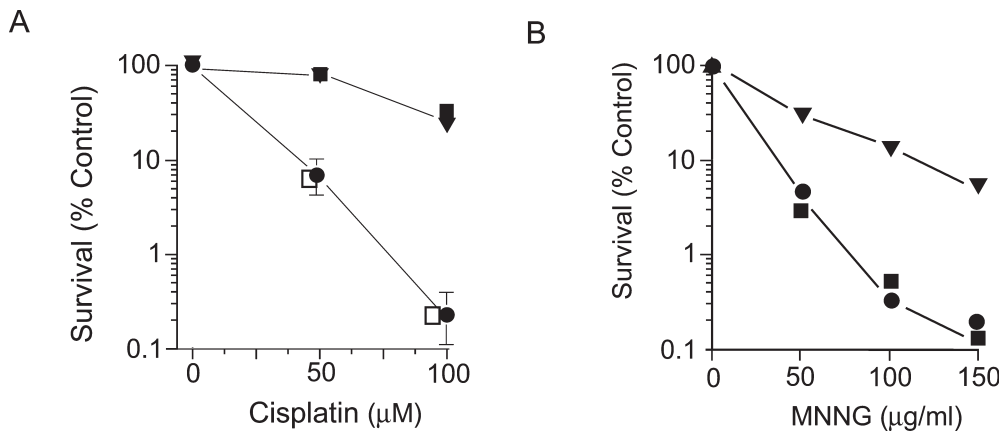 A
Survival (% Control)
100
10
1
0.1
0
50
100
Cisplatin (μM)
B
Survival (% Control)
100
10
1
0.1
0
50
100
150
MNNG (μg/ml)